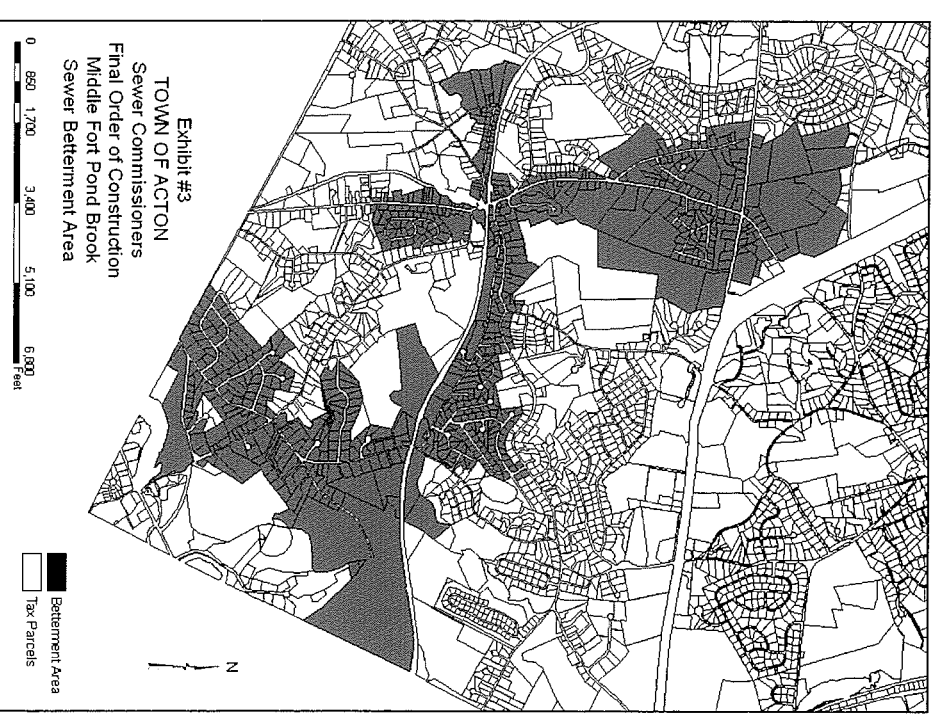 Exhibit #3
TOWN OF ACTON
Sewer Commissioners
Final Order of Construction
Middle Fort Pond Brook
Sewer Betterment Area
0 850 1,700 3,400 5,100 6,800
Feet
Betterment Area
Tax Parcels
N